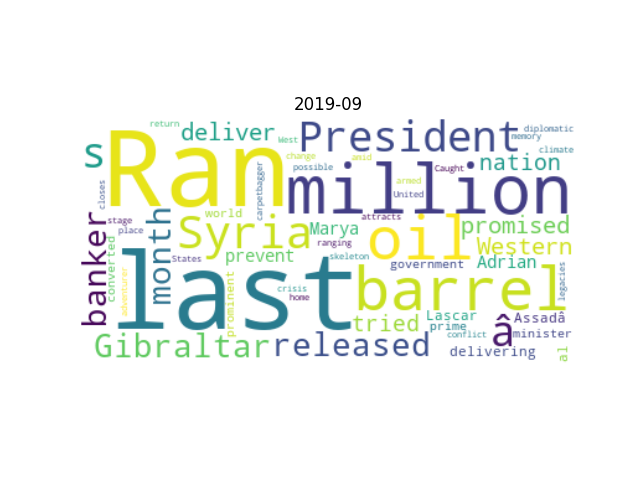 2019-09
return
deliver
West
President
diplomatic
memory
s
Ran
change
amid
climate
possible
Caught
nation
closes
carpetbagger
million
armed
United
banker
stage
place
month
world
Syria
Marya
attracts
oil
promised
Western
ranging
converted
States
prevent
skeleton
government
Adrian
adventurer
last
prominent
crisis
home
barrel
legacies
tried
Lascar
prime
conflict
â
Assadâ
minister
Gibraltar
released
delivering
al